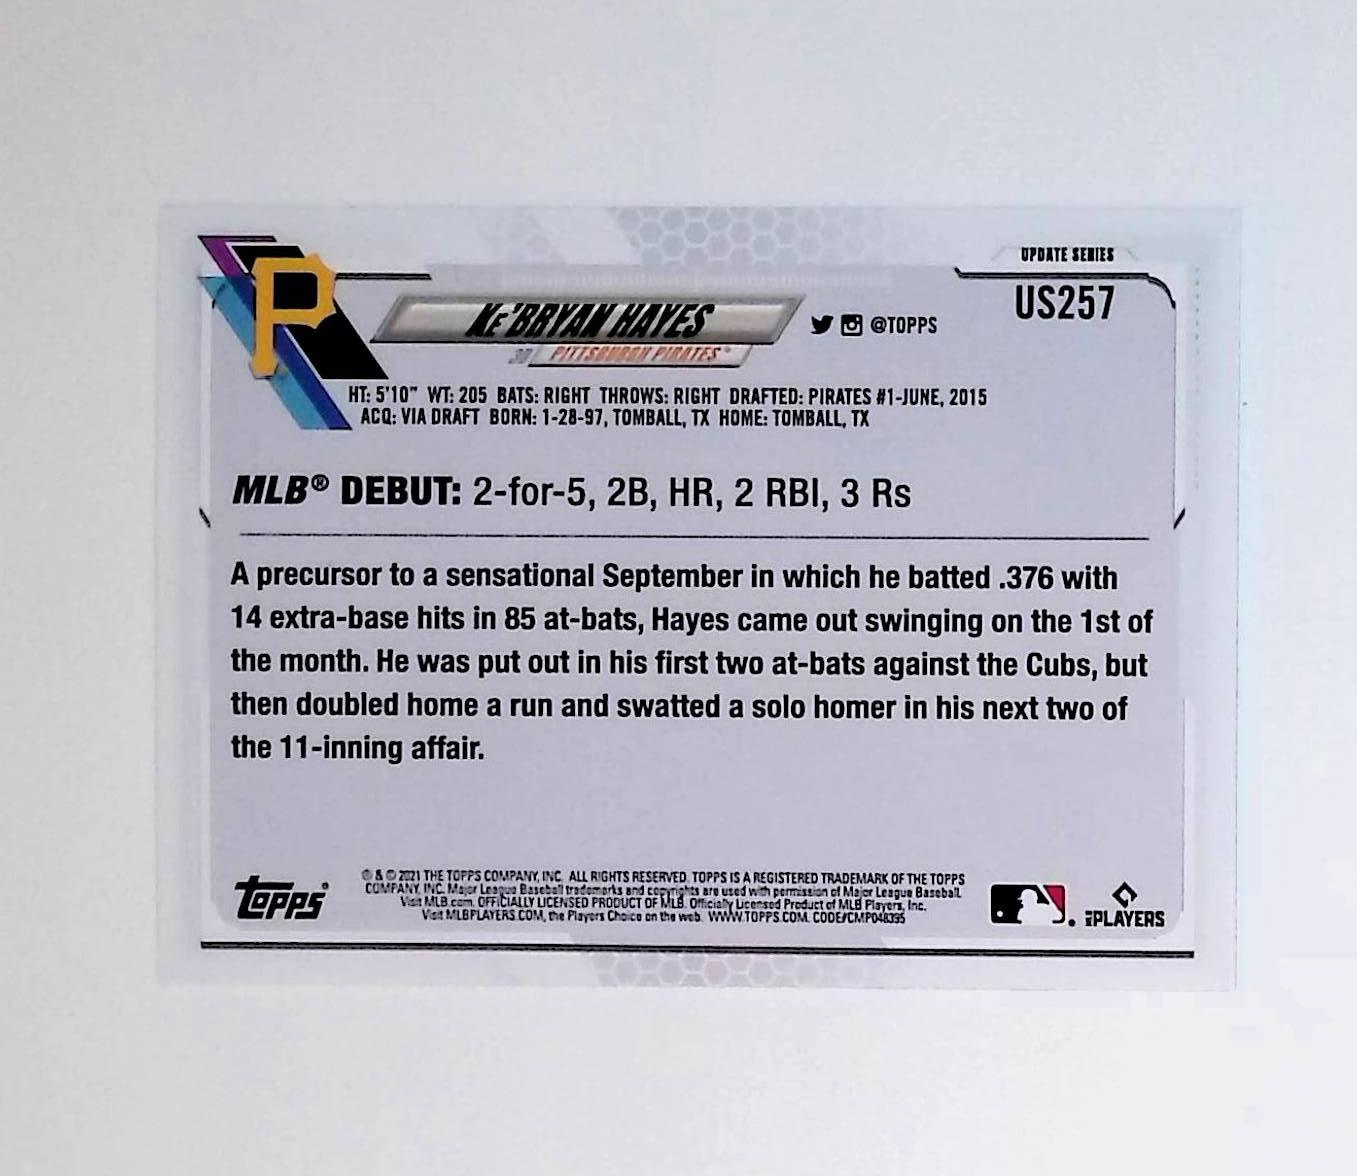 UPDATE SERIES
US257
P
KE'BRYAN HAYES
@TOPPS
3B PITTSBURGH PIRATES®
HT: 5'10" WT: 205 BATS: RIGHT THROWS: RIGHT DRAFTED: PIRATES #1-JUNE, 2015
ACQ: VIA DRAFT BORN: 1-28-97, TOMBALL, TX HOME: TOMBALL, TX
MLB® DEBUT: 2-for-5, 2B, HR, 2 RBI, 3 Rs
A precursor to a sensational September in which he batted .376 with
14 extra-base hits in 85 at-bats, Hayes came out swinging on the 1st of
the month. He was put out in his first two at-bats against the Cubs, but
then doubled home a run and swatted a solo homer in his next two of
the 11-inning affair.
® & © 2021 THE TOPPS COMPANY, INC. ALL RIGHTS RESERVED. TOPPS IS A REGISTERED TRADEMARK OF THE TOPPS
COMPANY, INC. Major League Baseball trademarks and copyrights are used with permission of Major League Baseball.
Visit MLB.com. OFFICIALLY LICENSED PRODUCT OF MLB. Officially Licensed Product of MLB Players, Inc.
Visit MLBPLAYERS.COM, the Players Choice on the web. WWW.TOPPS.COM. CODE#CMP048395
topps®
PLAYERS